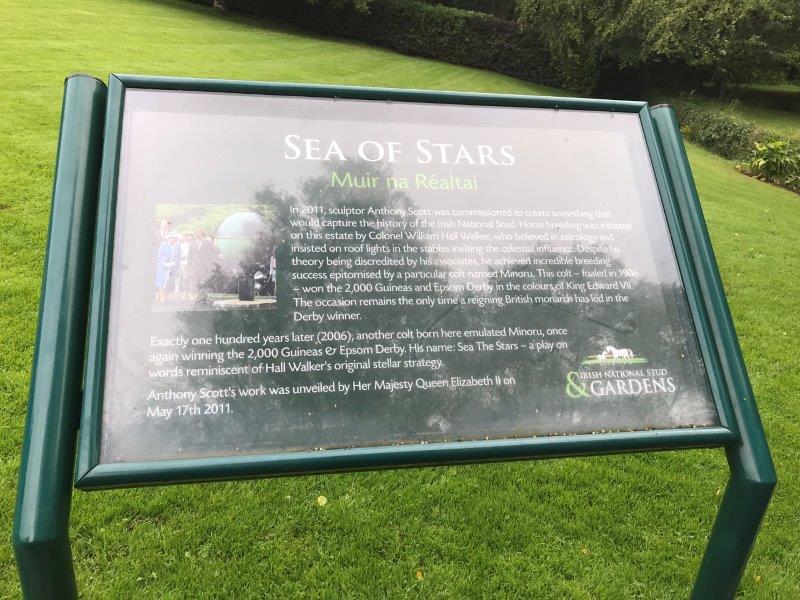 SEA OF STARS
Muir na Réaltaí
In 2011, sculptor Anthony Scott was commissioned to create something that
would capture the history of the Irish National Stud. Horse breeding was initiated
on this estate by Colonel William Hall Walker, who believed in astrology and
insisted on roof lights in the stables inviting the celestial influence. Despite his
theory being discredited by his associates, he achieved incredible breeding
success epitomised by a particular colt named Minoru. This colt – foaled in 1906
– won the 2,000 Guineas and Epsom Derby in the colours of King Edward VII.
The occasion remains the only time a reigning British monarch has led in the
Derby winner.
Exactly one hundred years later (2006), another colt born here emulated Minoru, once
again winning the 2,000 Guineas & Epsom Derby. His name: Sea The Stars – a play on
words reminiscent of Hall Walker's original stellar strategy.
Anthony Scott's work was unveiled by Her Majesty Queen Elizabeth II on
May 17th 2011.
IRISH NATIONAL STUD
& GARDENS